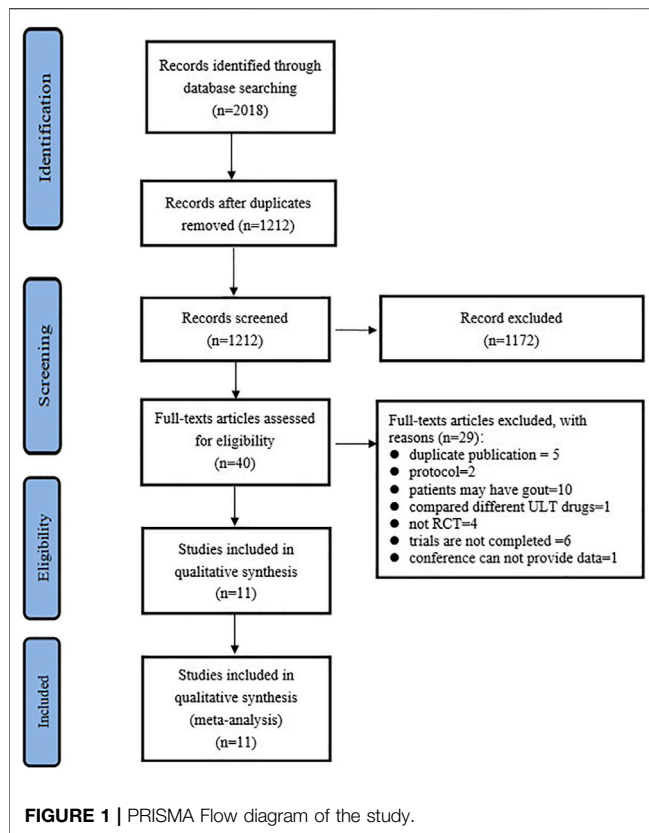 Identification
Records identified through
database searching
(n=2018)
Records after duplicates
removed (n=1212)
Screening
Records screened
(n=1212)
Record excluded
(n=1172)
Full-texts articles assessed
for eligibility
(n=40)
Full-texts articles excluded, with
reasons (n=29):
● duplicate publication = 5
● protocol=2
● patients may have gout=10
● compared different ULT drugs=1
● not RCT=4
● trials are not completed =6
● conference can not provide data=1
Eligibility
Studies included in
qualitative synthesis
(n=11)
Included
Studies included in
qualitative synthesis
(meta-analysis)
(n=11)
FIGURE 1 | PRISMA Flow diagram of the study.